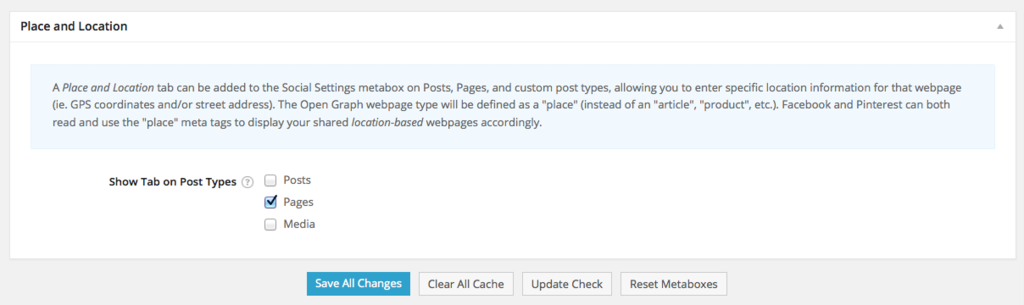 Place and Location
A Place and Location tab can be added to the Social Settings metabox on Posts, Pages, and custom post types, allowing you to enter specific location information for that webpage
(ie. GPS coordinates and/or street address). The Open Graph webpage type will be defined as a "place" (instead of an "article", "product", etc.). Facebook and Pinterest can both
read and use the "place" meta tags to display your shared location-based webpages accordingly.
Show Tab on Post Types ? Posts
Pages
Media
Save All Changes Clear All Cache Update Check Reset Metaboxes